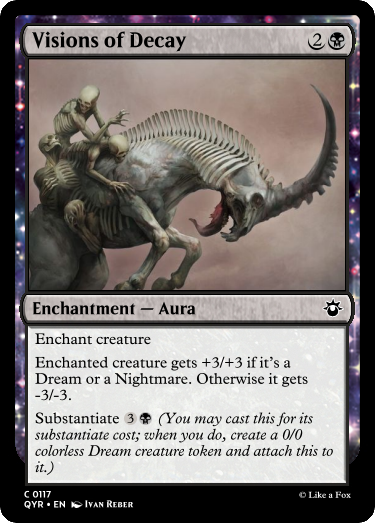 Visions of Decay 2
Enchantment — Aura
Enchant creature
Enchanted creature gets +3/+3 if it's a
Dream or a Nightmare. Otherwise it gets
-3/-3.
Substantiate 3 (You may cast this for its
substantiate cost; when you do, create a 0/0
colorless Dream creature token and attach this to
it.)
C 0117
QYR • EN Ivan Reber
© Like a Fox